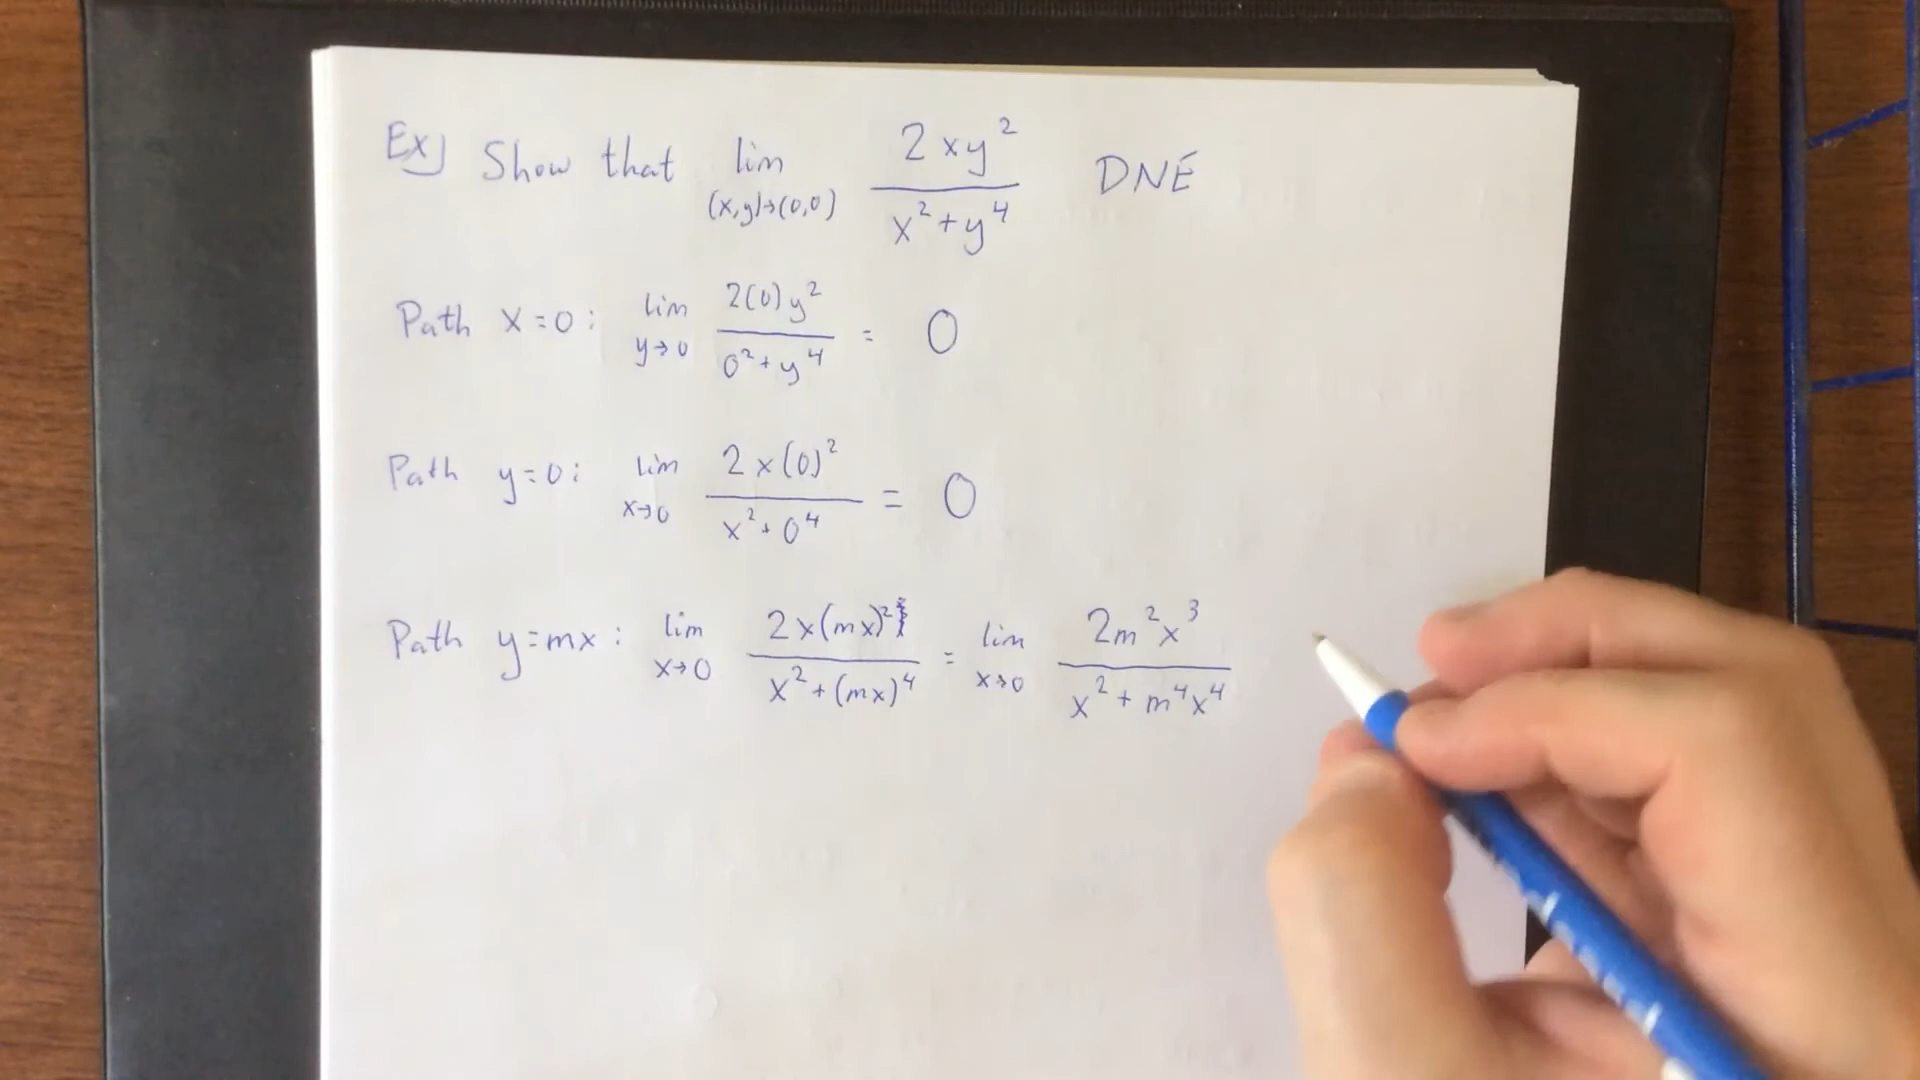 Ex) Show that lim (x,y)→(0,0) 2xy² / x²+y⁴ DNE
Path x=0: lim y→0 2(0)y² / 0²+y⁴ = 0
Path y=0: lim x→0 2x(0)² / x²+0⁴ = 0
Path y=mx: lim x→0 2x(mx)² / x²+(mx)⁴ = lim x→0 2m²x³ / x²+m⁴x⁴